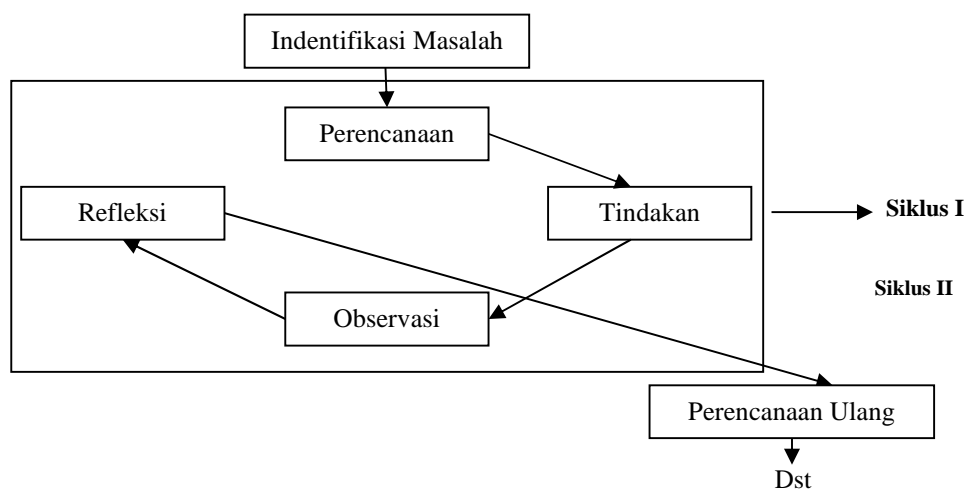 Indentifikasi Masalah
Perencanaan
Refleksi
Tindakan
Siklus I
Siklus II
Observasi
Perencanaan Ulang
Dst